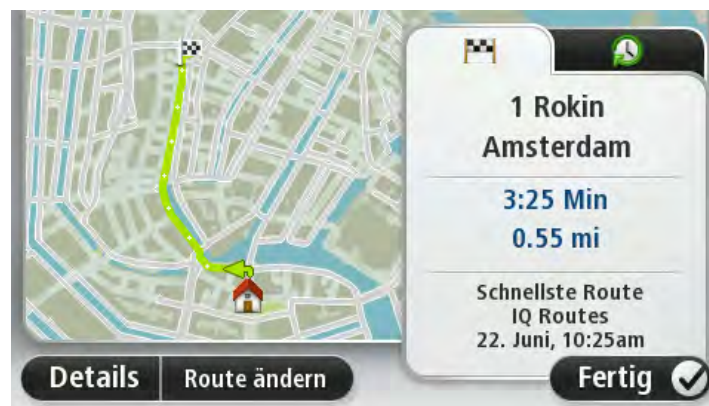 1 Rokin
Amsterdam
3:25 Min
0.55 mi
Schnellste Route
IQ Routes
22. Juni, 10:25am
Details
Route ändern
Fertig